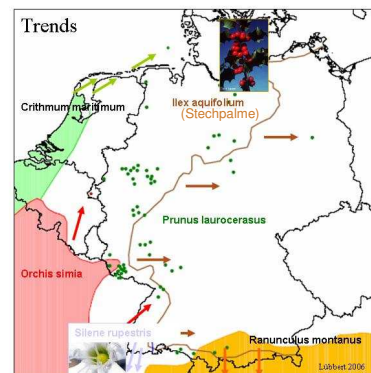 Trends
Crithmum maritimum
Ilex aquifolium
(Stechpalme)
Prunus laurocerasus
Orchis simia
Silene rupestris
Ranunculus montanus
Lübbert 2006